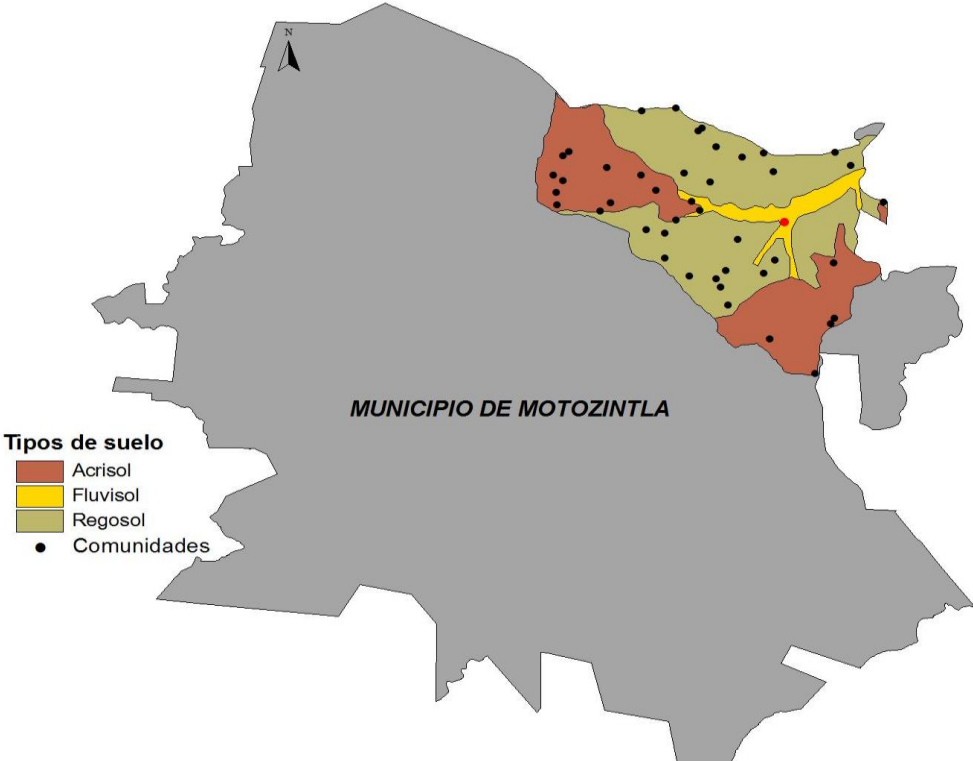 N
MUNICIPIO DE MOTOZINTLA
Tipos de suelo
Acrisol
Fluvisol
Regosol
Comunidades